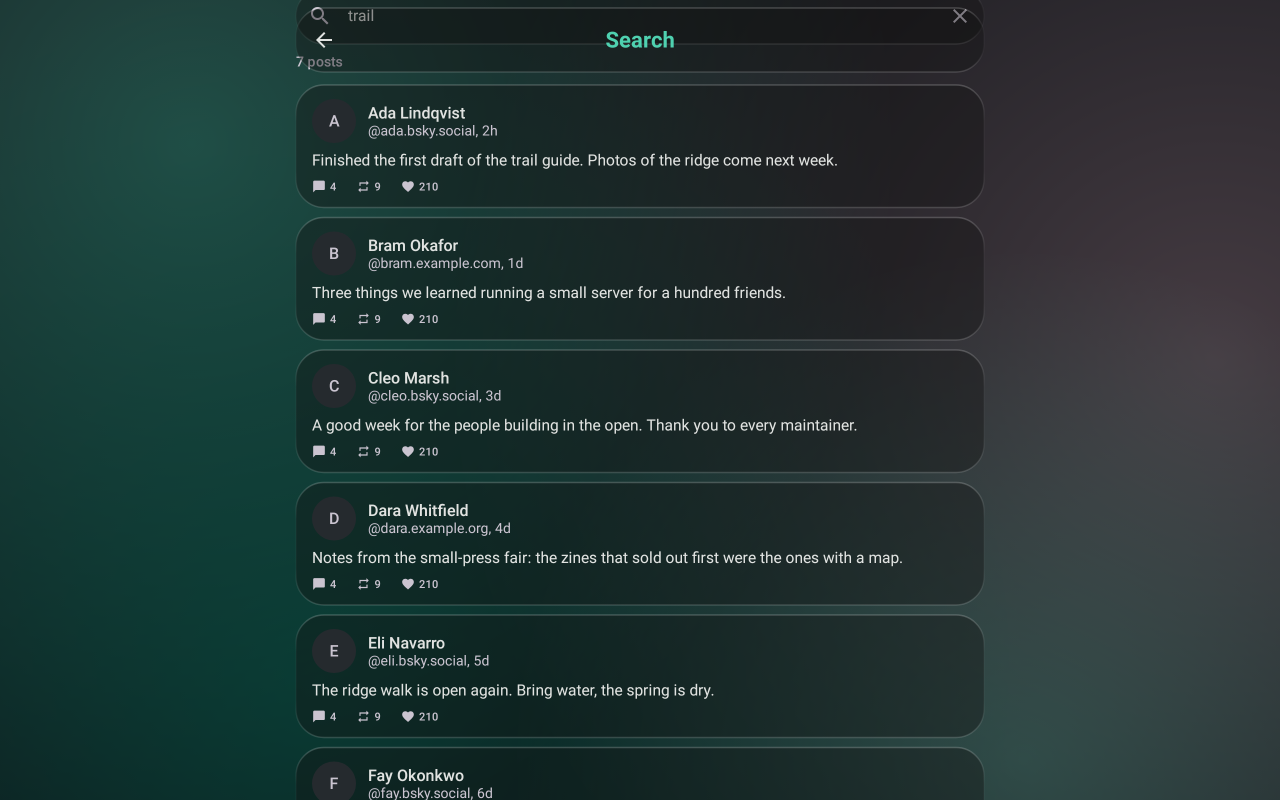 trail
Search
7 posts
A
Ada Lindqvist
@ada.bsky.social, 2h
Finished the first draft of the trail guide. Photos of the ridge come next week.
4 9 210
B
Bram Okafor
@bram.example.com, 1d
Three things we learned running a small server for a hundred friends.
4 9 210
C
Cleo Marsh
@cleo.bsky.social, 3d
A good week for the people building in the open. Thank you to every maintainer.
4 9 210
D
Dara Whitfield
@dara.example.org, 4d
Notes from the small-press fair: the zines that sold out first were the ones with a map.
4 9 210
E
Eli Navarro
@eli.bsky.social, 5d
The ridge walk is open again. Bring water, the spring is dry.
4 9 210
F
Fay Okonkwo
@fay.bsky.social, 6d